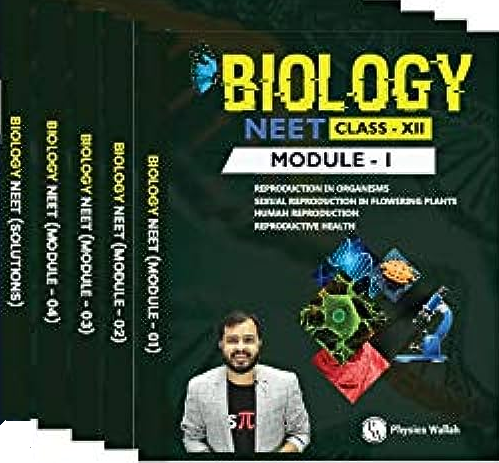 BIOLOGY
NEET CLASS - XII
MODULE - I
REPRODUCTION IN ORGANISMS
SEXUAL REPRODUCTION IN FLOWERING PLANTS
HUMAN REPRODUCTION
REPRODUCTIVE HEALTH
sπ
PW Physics Wallah
BIOLOGY NEET (MODULE - 01)
BIOLOGY NEET (MODULE - 02)
BIOLOGY NEET (MODULE - 03)
BIOLOGY NEET (MODULE - 04)
BIOLOGY NEET (SOLUTIONS)